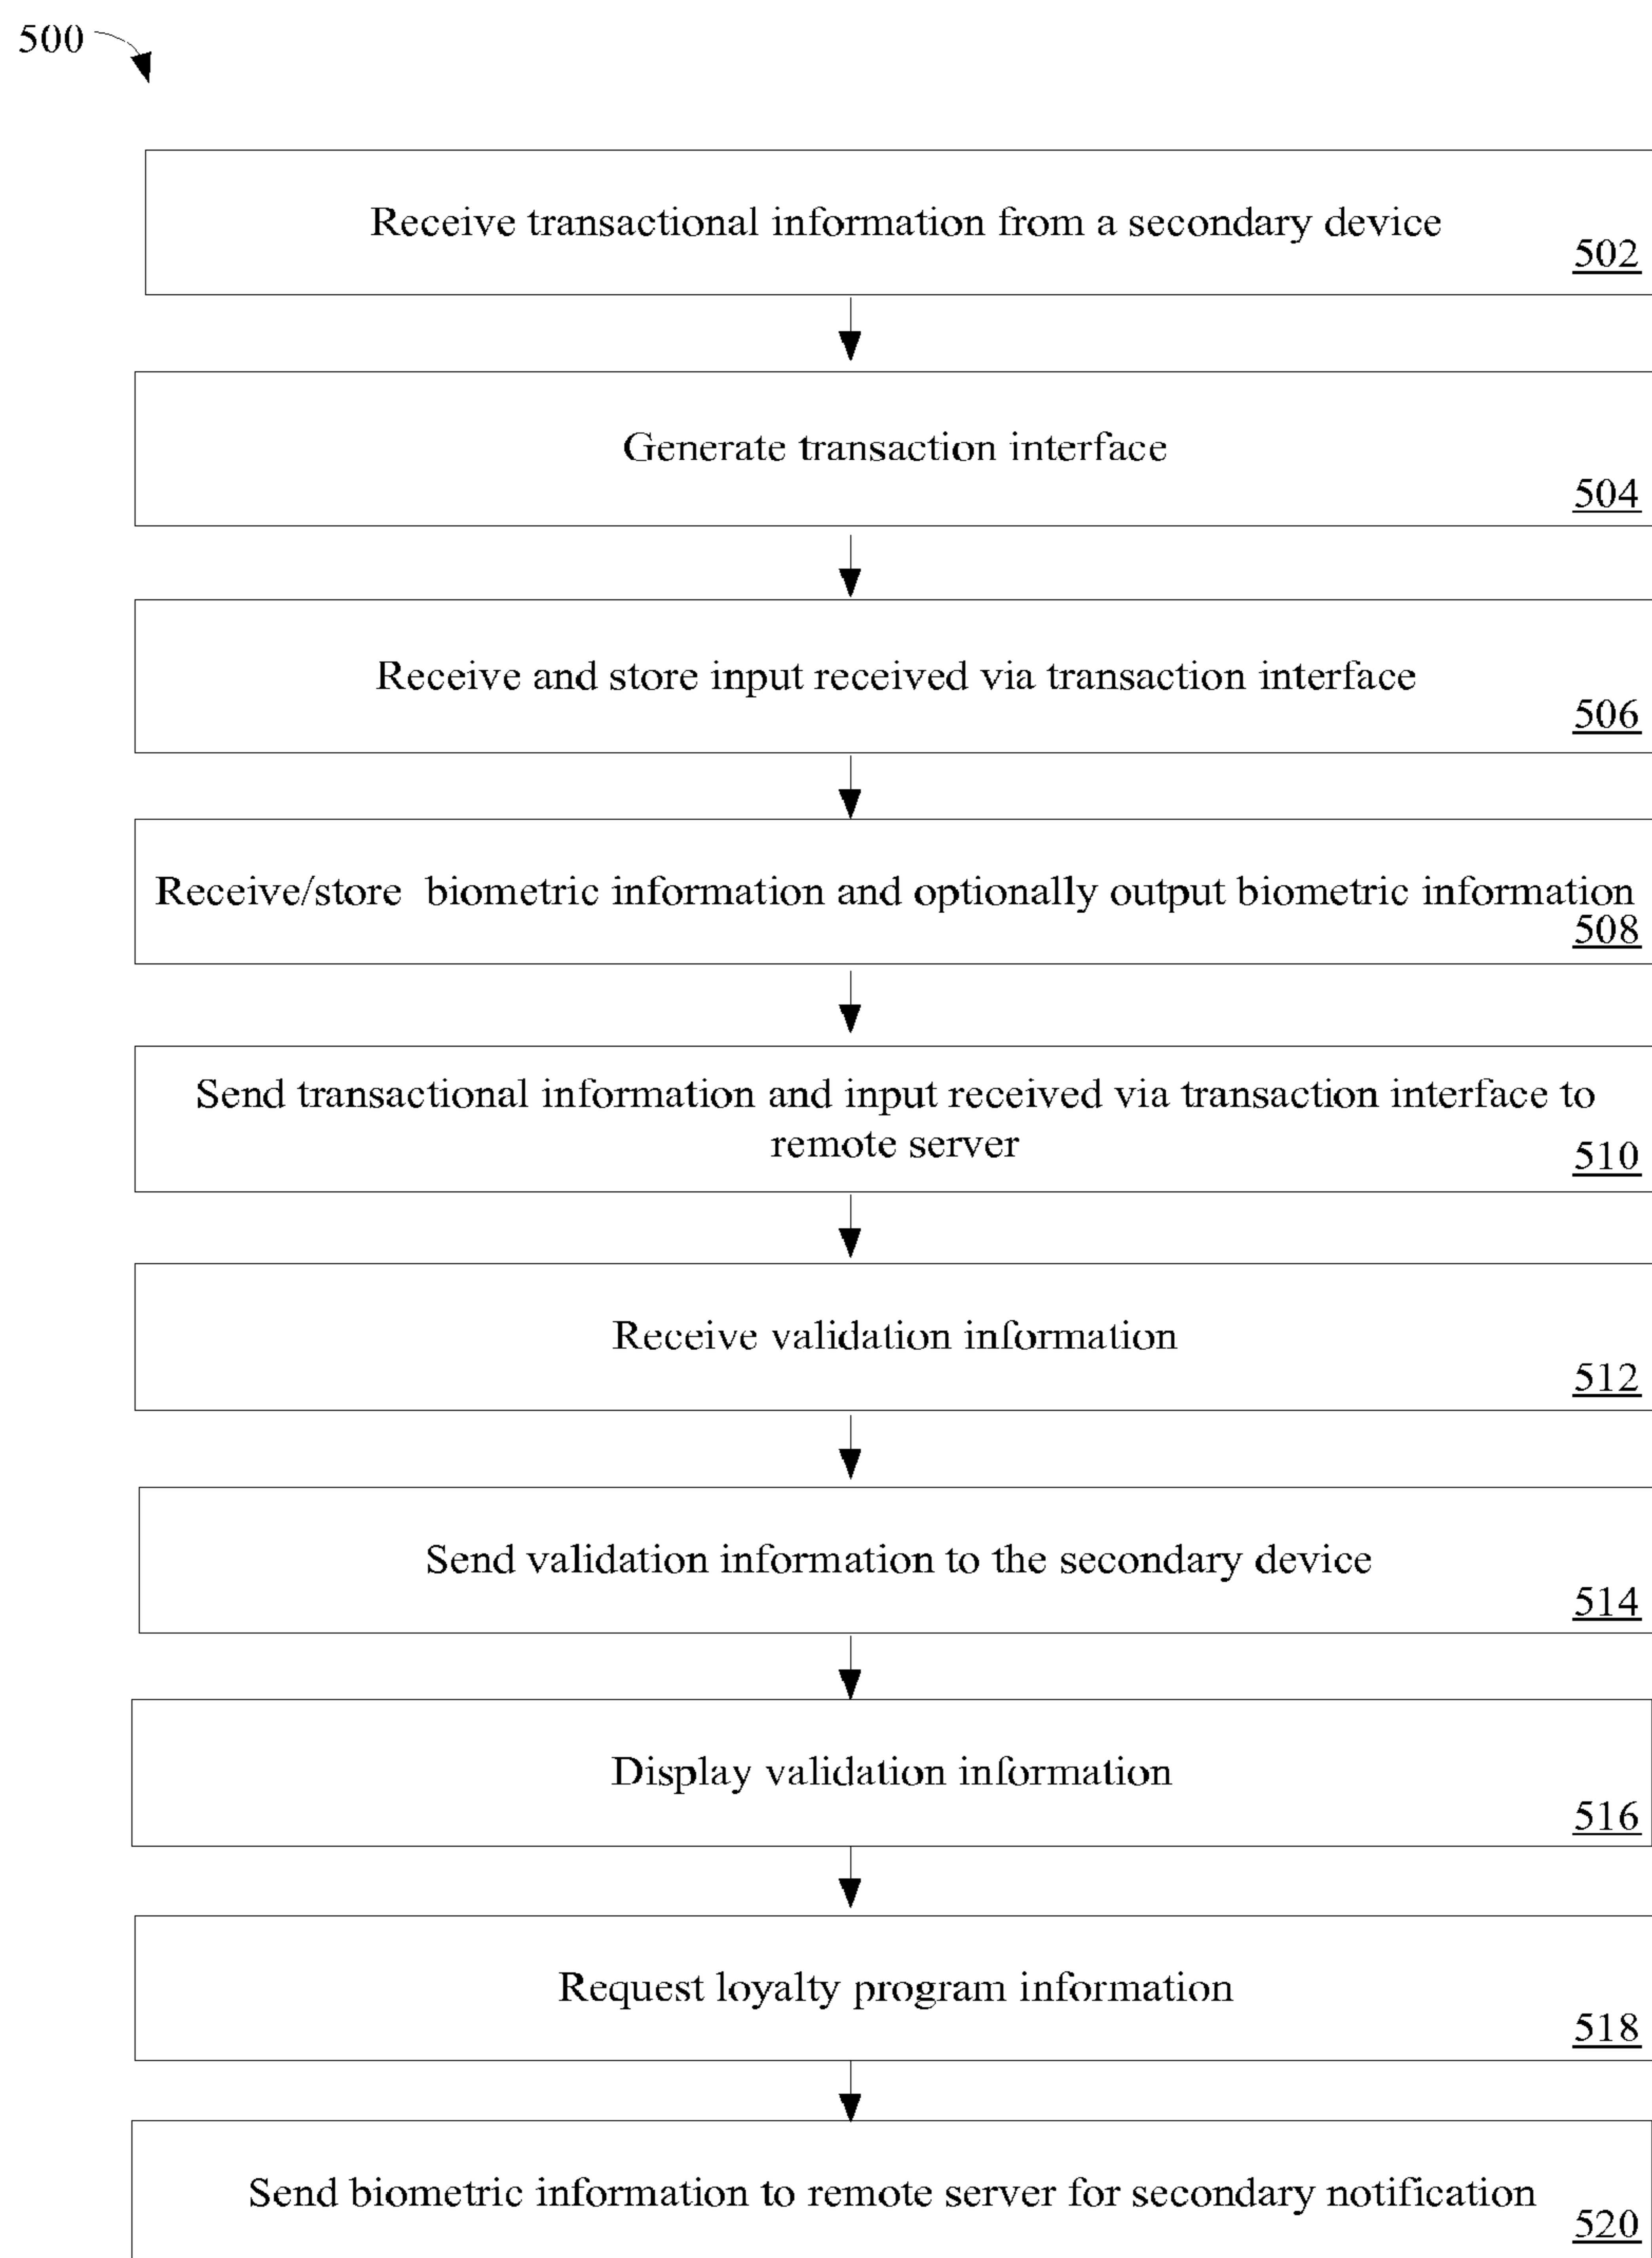 500
Receive transactional information from a secondary device
502
Generate transaction interface
504
Receive and store input received via transaction interface
506
Receive/store biometric information and optionally output biometric information
508
Send transactional information and input received via transaction interface to
remote server
510
Receive validation information
512
Send validation information to the secondary device
514
Display validation information
516
Request loyalty program information
518
Send biometric information to remote server for secondary notification
520